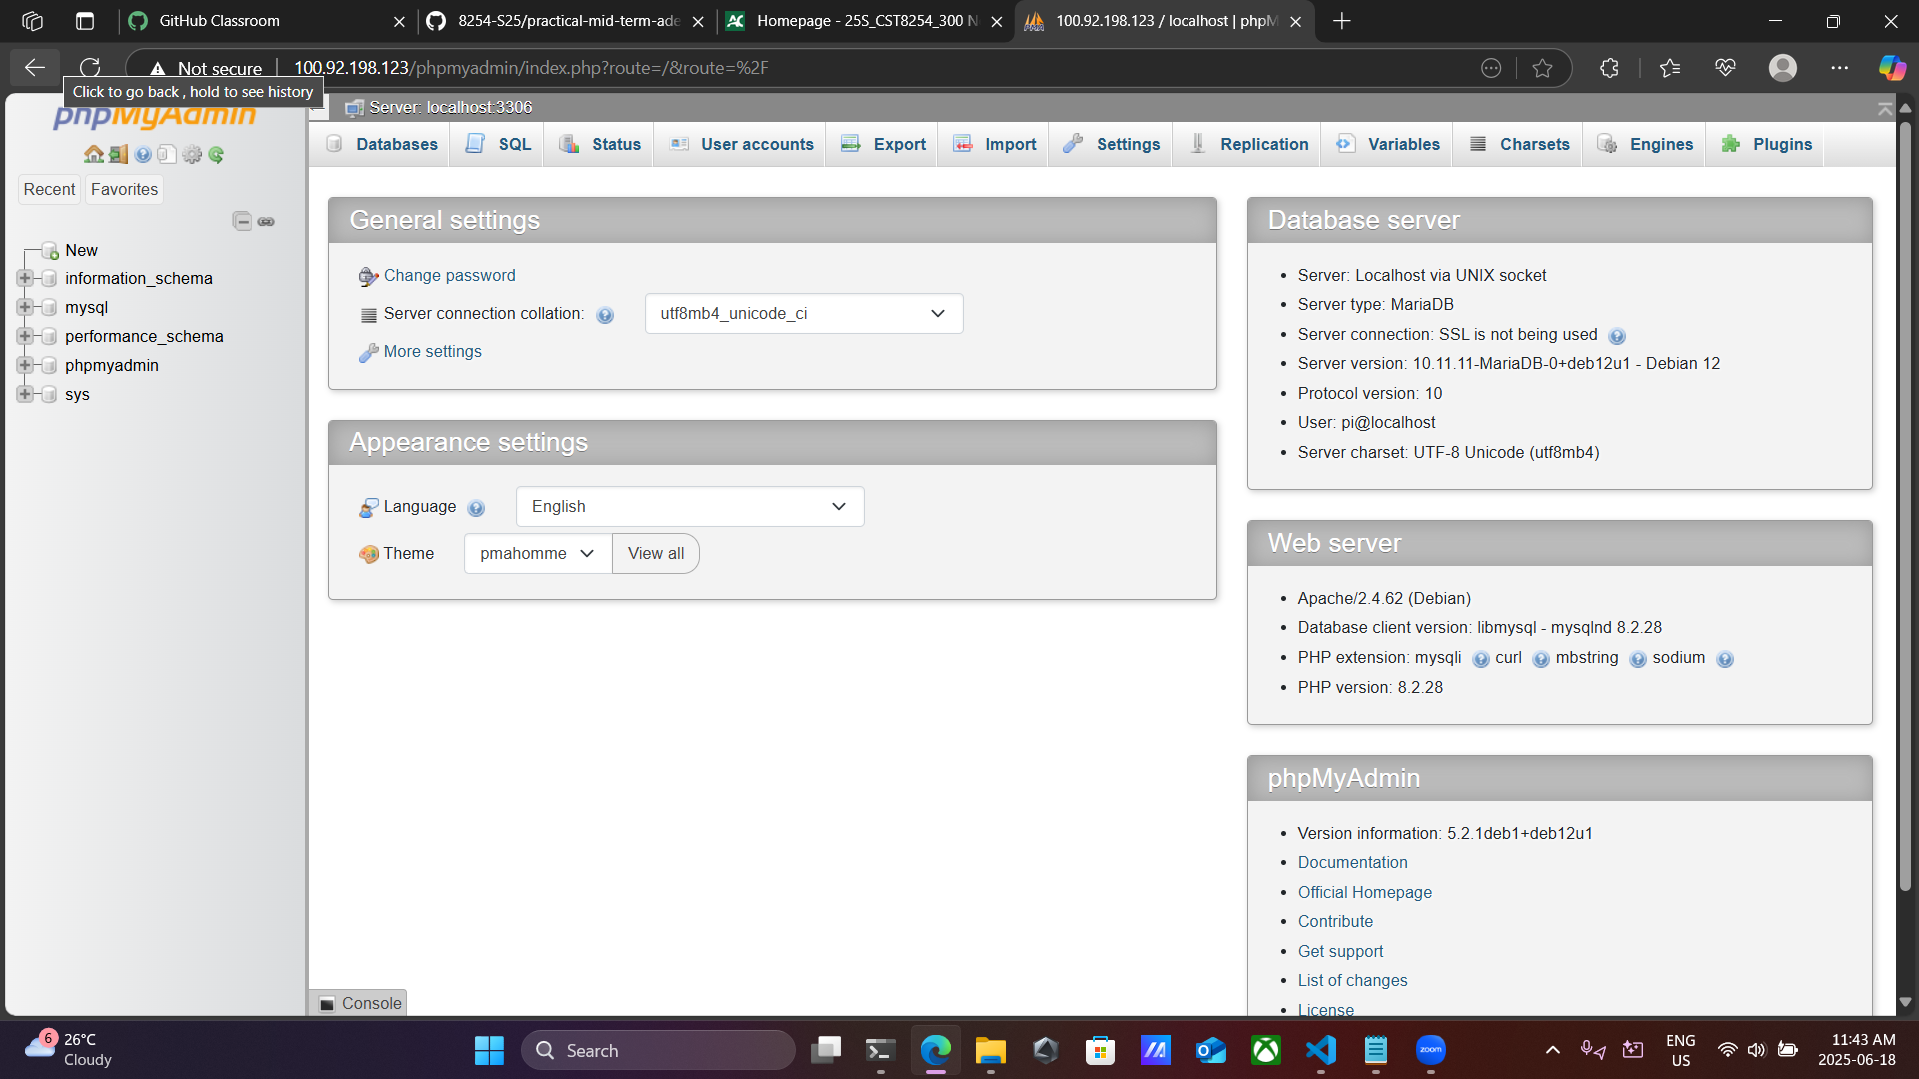 GitHub Classroom
8254-S25/practical-mid-term-ade
Homepage - 25S_CST8254_300 N
100.92.198.123 / localhost | phpM
Not secure
100.92.198.123/phpmyadmin/index.php?route=/&route=%2F
Click to go back , hold to see history
phpMyAdmin
Recent
Favorites
New
information_schema
mysql
performance_schema
phpmyadmin
sys
Server: localhost:3306
Databases
SQL
Status
User accounts
Export
Import
Settings
Replication
Variables
Charsets
Engines
Plugins
General settings
Change password
Server connection collation:
utf8mb4_unicode_ci
More settings
Appearance settings
Language
English
Theme
pmahomme
View all
Database server
Server: Localhost via UNIX socket
Server type: MariaDB
Server connection: SSL is not being used
Server version: 10.11.11-MariaDB-0+deb12u1 - Debian 12
Protocol version: 10
User: pi@localhost
Server charset: UTF-8 Unicode (utf8mb4)
Web server
Apache/2.4.62 (Debian)
Database client version: libmysql - mysqlnd 8.2.28
PHP extension: mysqli curl mbstring sodium
PHP version: 8.2.28
phpMyAdmin
Version information: 5.2.1deb1+deb12u1
Documentation
Official Homepage
Contribute
Get support
List of changes
License
Console
6
26°C
Cloudy
Search
zoom
ENG
US
11:43 AM
2025-06-18